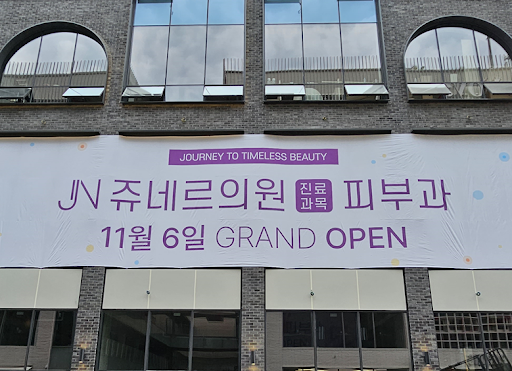 JOURNEY TO TIMELESS BEAUTY
JN 쥬네르의원 진료과목 피부과
11월 6일 GRAND OPEN